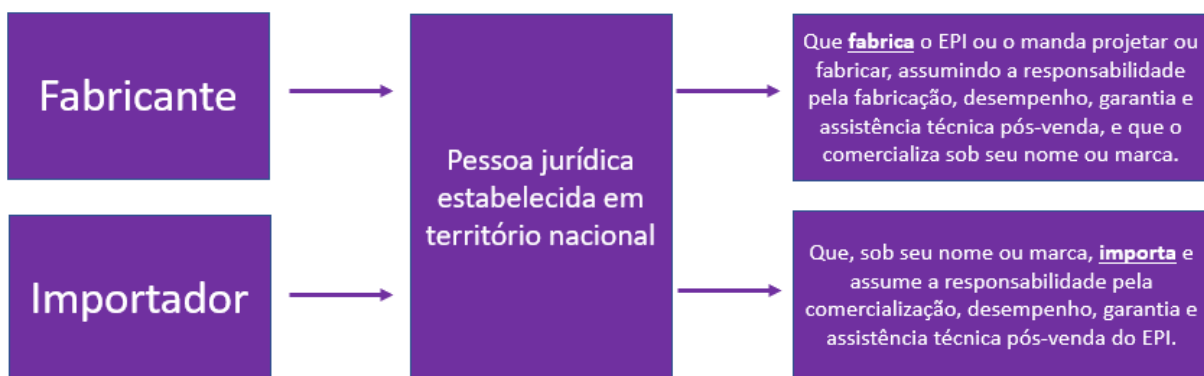 Fabricante
Importador
Pessoa jurídica
estabelecida em
território nacional
Que fabrica o EPI ou o manda projetar ou
fabricar, assumindo a responsabilidade
pela fabricação, desempenho, garantia e
assistência técnica pós-venda, e que o
comercializa sob seu nome ou marca.
Que, sob seu nome ou marca, importa e
assume a responsabilidade pela
comercialização, desempenho, garantia e
assistência técnica pós-venda do EPI.